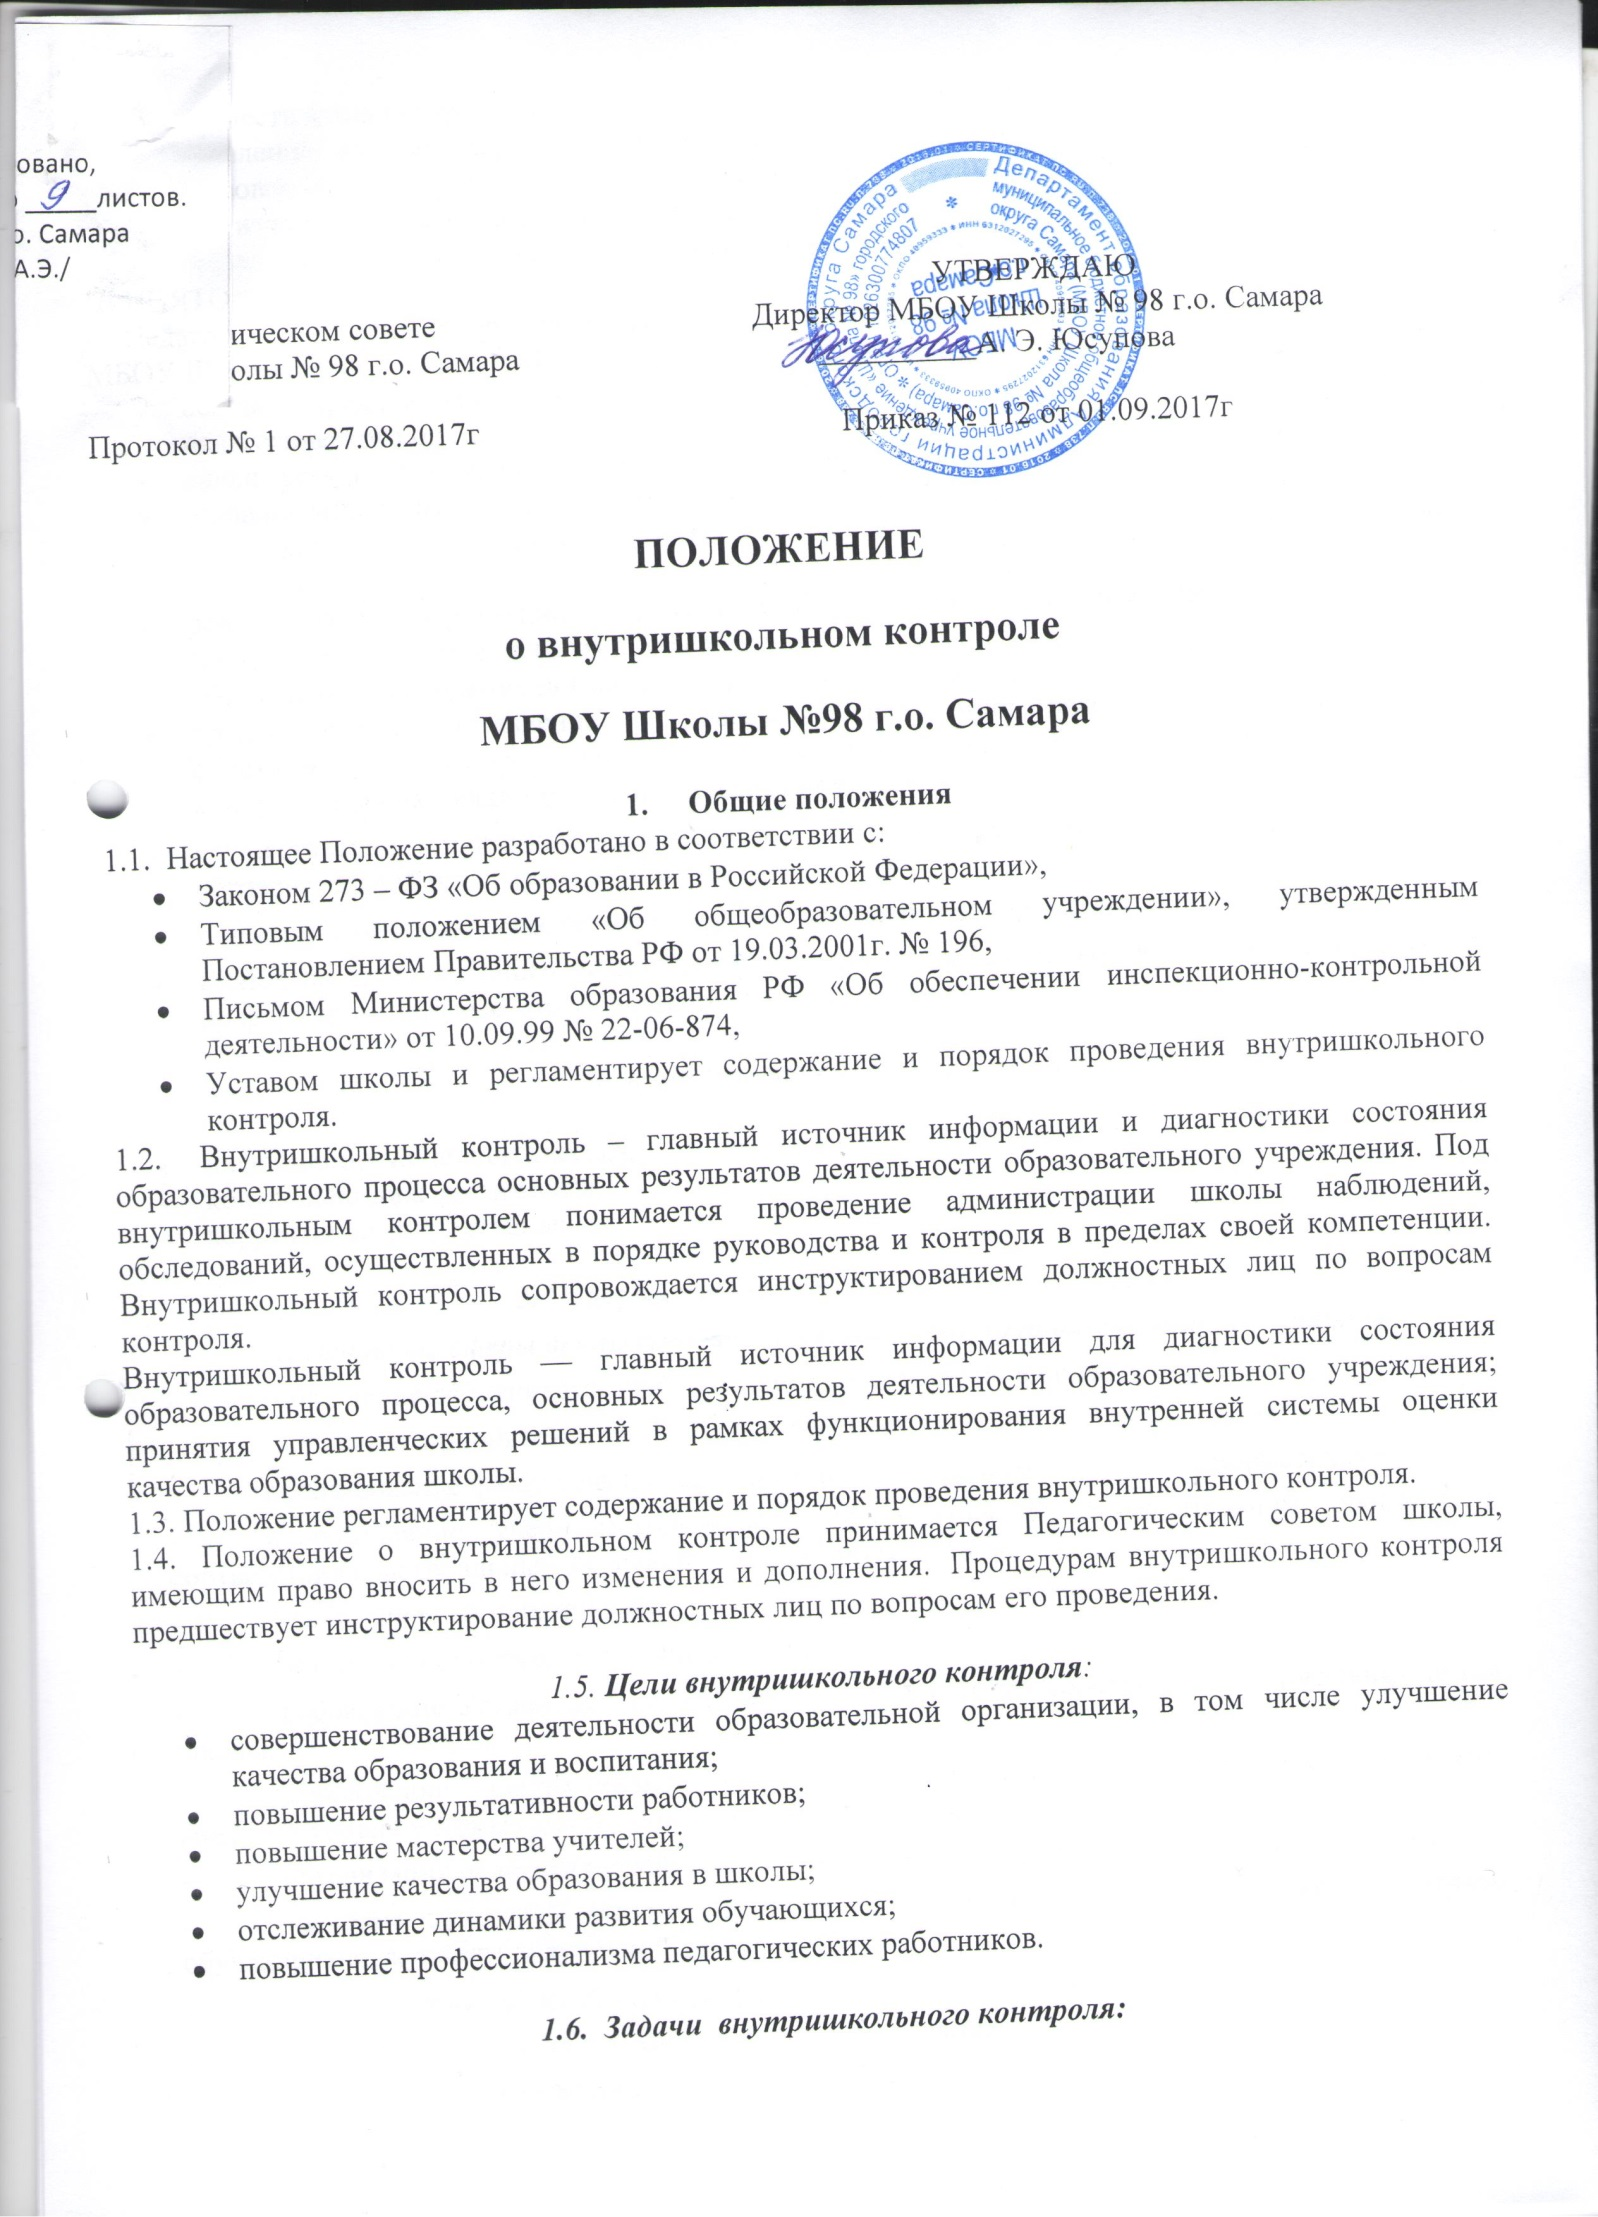 овано,
9 листов.
о. Самара
А.Э./
ическом совете
олы № 98 г.о. Самара
Протокол № 1 от 27.08.2017г
УТВЕРЖДАЮ
Директор МБОУ Школы № 98 г.о. Самара
А. Э. Юсупова
Приказ № 112 от 01.09.2017г
МБОУ
Школа № 98
г.о. Самара
ПОЛОЖЕНИЕ
о внутришкольном контроле
МБОУ Школы №98 г.о. Самара
1. Общие положения
1.1. Настоящее Положение разработано в соответствии с:
• Законом 273 – ФЗ «Об образовании в Российской Федерации»,
• Типовым положением «Об общеобразовательном учреждении», утвержденным
Постановлением Правительства РФ от 19.03.2001г. № 196,
• Письмом Министерства образования РФ «Об обеспечении инспекционно-контрольной
деятельности» от 10.09.99 № 22-06-874,
• Уставом школы и регламентирует содержание и порядок проведения внутришкольного
контроля.
1.2. Внутришкольный контроль – главный источник информации и диагностики состояния
образовательного процесса основных результатов деятельности образовательного учреждения. Под
внутришкольным контролем понимается проведение администрации школы наблюдений,
обследований, осуществленных в порядке руководства и контроля в пределах своей компетенции.
Внутришкольный контроль сопровождается инструктированием должностных лиц по вопросам
контроля.
Внутришкольный контроль — главный источник информации для диагностики состояния
образовательного процесса, основных результатов деятельности образовательного учреждения;
принятия управленческих решений в рамках функционирования внутренней системы оценки
качества образования школы.
1.3. Положение регламентирует содержание и порядок проведения внутришкольного контроля.
1.4. Положение о внутришкольном контроле принимается Педагогическим советом школы,
имеющим право вносить в него изменения и дополнения. Процедурам внутришкольного контроля
предшествует инструктирование должностных лиц по вопросам его проведения.
1.5. Цели внутришкольного контроля:
• совершенствование деятельности образовательной организации, в том числе улучшение
качества образования и воспитания;
• повышение результативности работников;
• повышение мастерства учителей;
• улучшение качества образования в школы;
• отслеживание динамики развития обучающихся;
• повышение профессионализма педагогических работников.
1.6. Задачи внутришкольного контроля: